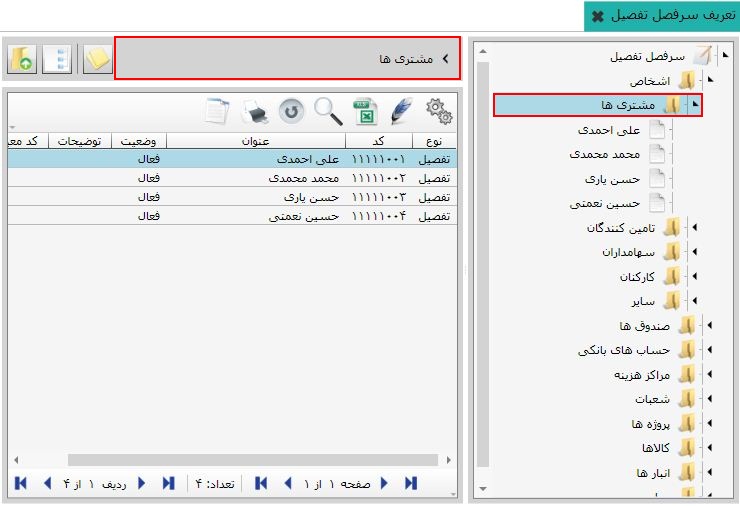 تعریف سرفصل تفصیل
سرفصل تفصیل
اشخاص
مشتری ها
علی احمدی
محمد محمدی
حسن یاری
حسین نعمتی
تامین کنندگان
سهامداران
کارکنان
سایر
صندوق ها
حساب های بانکی
مراکز هزینه
شعبات
پروژه ها
کالاها
انبار ها
مشتری ها
نوع کد عنوان وضعیت توضیحات کد
تفصیل ۱۱۱۱۱۰۰۱ علی احمدی فعال
تفصیل ۱۱۱۱۱۰۰۲ محمد محمدی فعال
تفصیل ۱۱۱۱۱۰۰۳ حسن یاری فعال
تفصیل ۱۱۱۱۱۰۰۴ حسین نعمتی فعال
صفحه ۱ از ۱ تعداد: ۴ ردیف ۱ از ۴